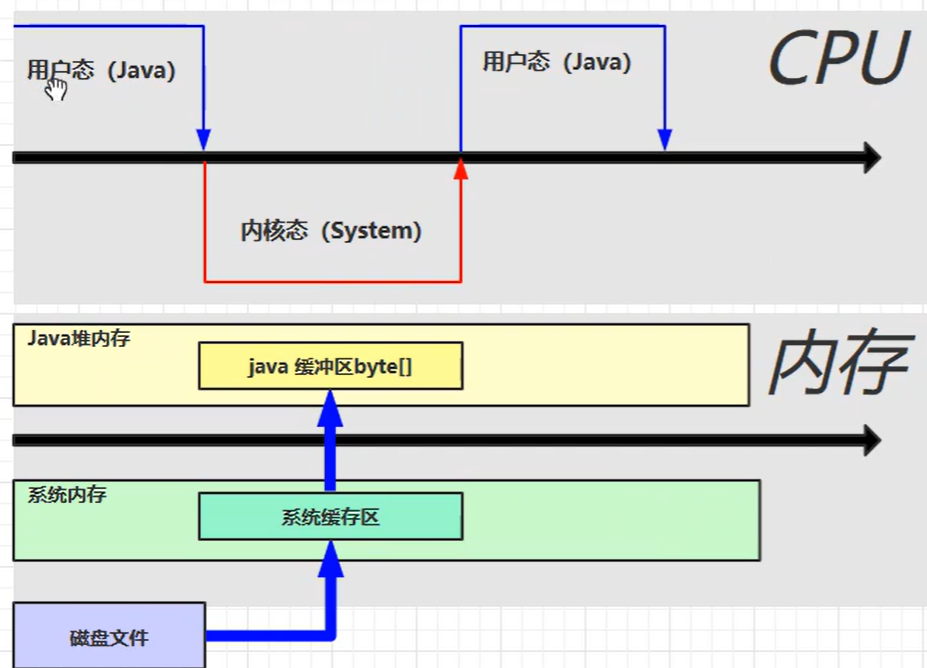 用户态（Java）
用户态（Java）
CPU
内核态（System）
Java堆内存
java 缓冲区byte[]
内存
系统内存
系统缓存区
磁盘文件